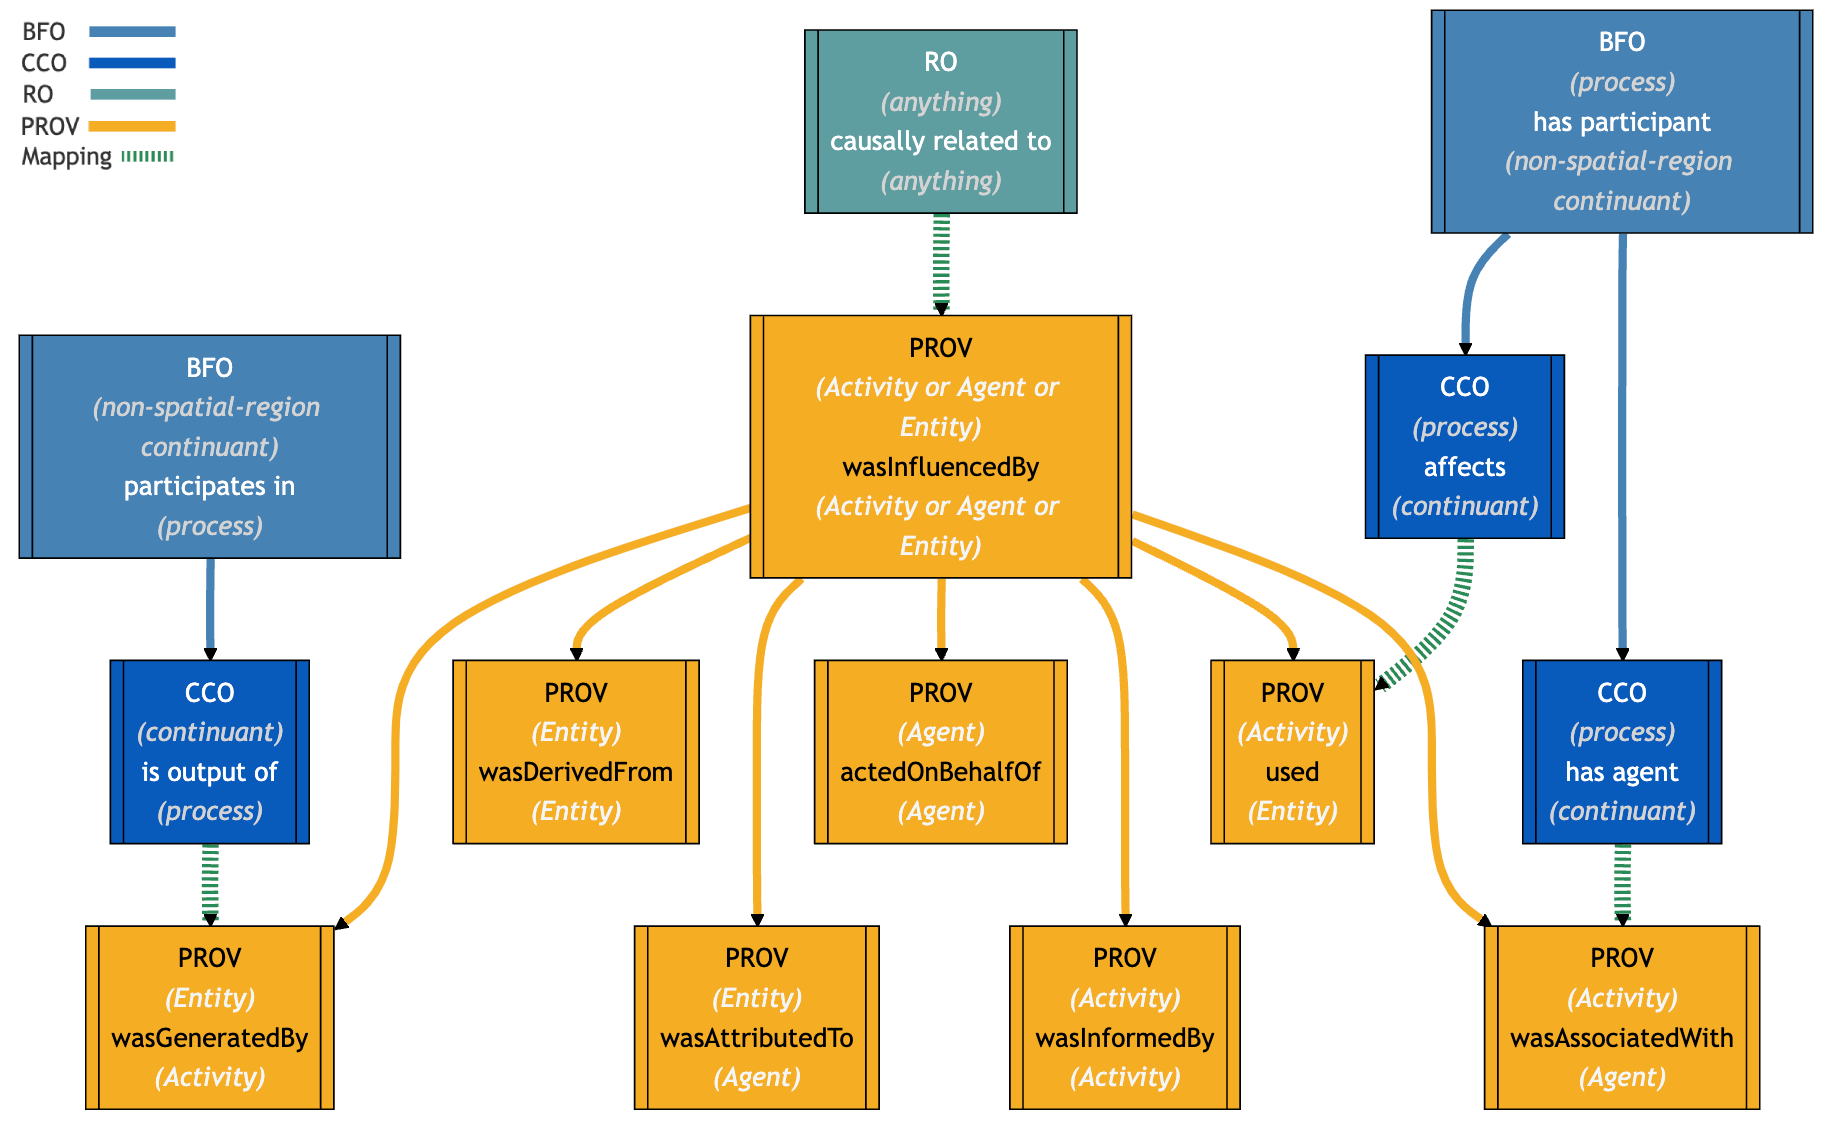 BFO
CCO
RO
PROV
Mapping
RO
(anything)
causally related to
(anything)
BFO
(process)
has participant
(non-spatial-region
continuant)
BFO
(non-spatial-region
continuant)
participates in
(process)
PROV
(Activity or Agent or
Entity)
wasInfluencedBy
(Activity or Agent or
Entity)
CCO
(process)
affects
(continuant)
CCO
(continuant)
is output of
(process)
PROV
(Entity)
wasDerivedFrom
(Entity)
PROV
(Agent)
actedOnBehalfOf
(Agent)
PROV
(Activity)
used
(Entity)
CCO
(process)
has agent
(continuant)
PROV
(Entity)
wasGeneratedBy
(Activity)
PROV
(Entity)
wasAttributedTo
(Agent)
PROV
(Activity)
wasInformedBy
(Activity)
PROV
(Activity)
wasAssociatedWith
(Agent)